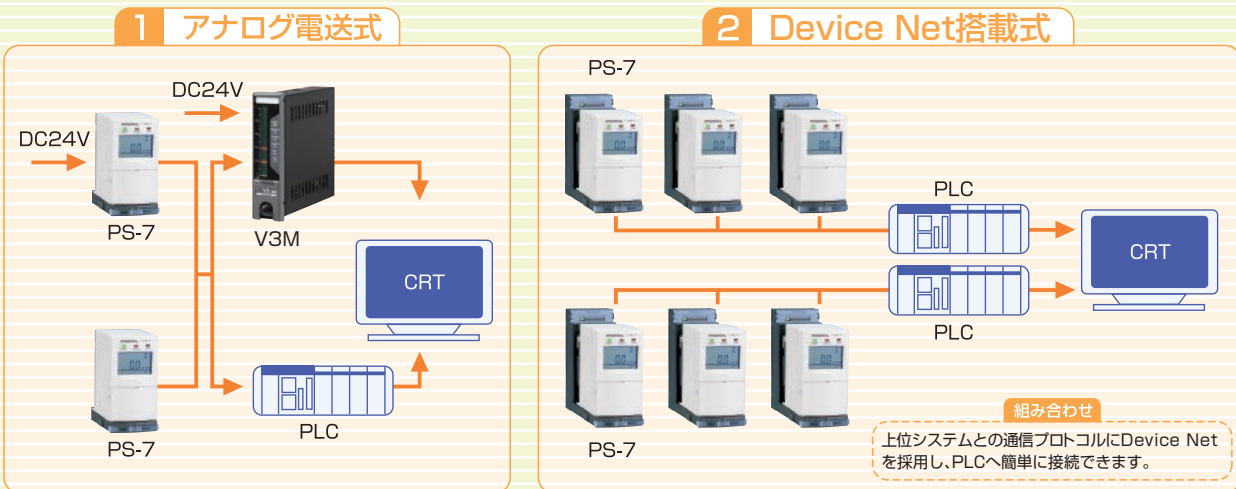 1 アナログ電送式
DC24V
DC24V
PS-7
V3M
CRT
PS-7
PLC
2 Device Net搭載式
PS-7
PLC
CRT
PLC
PS-7
組み合わせ
上位システムとの通信プロトコルにDevice Net
を採用し、PLCへ簡単に接続できます。